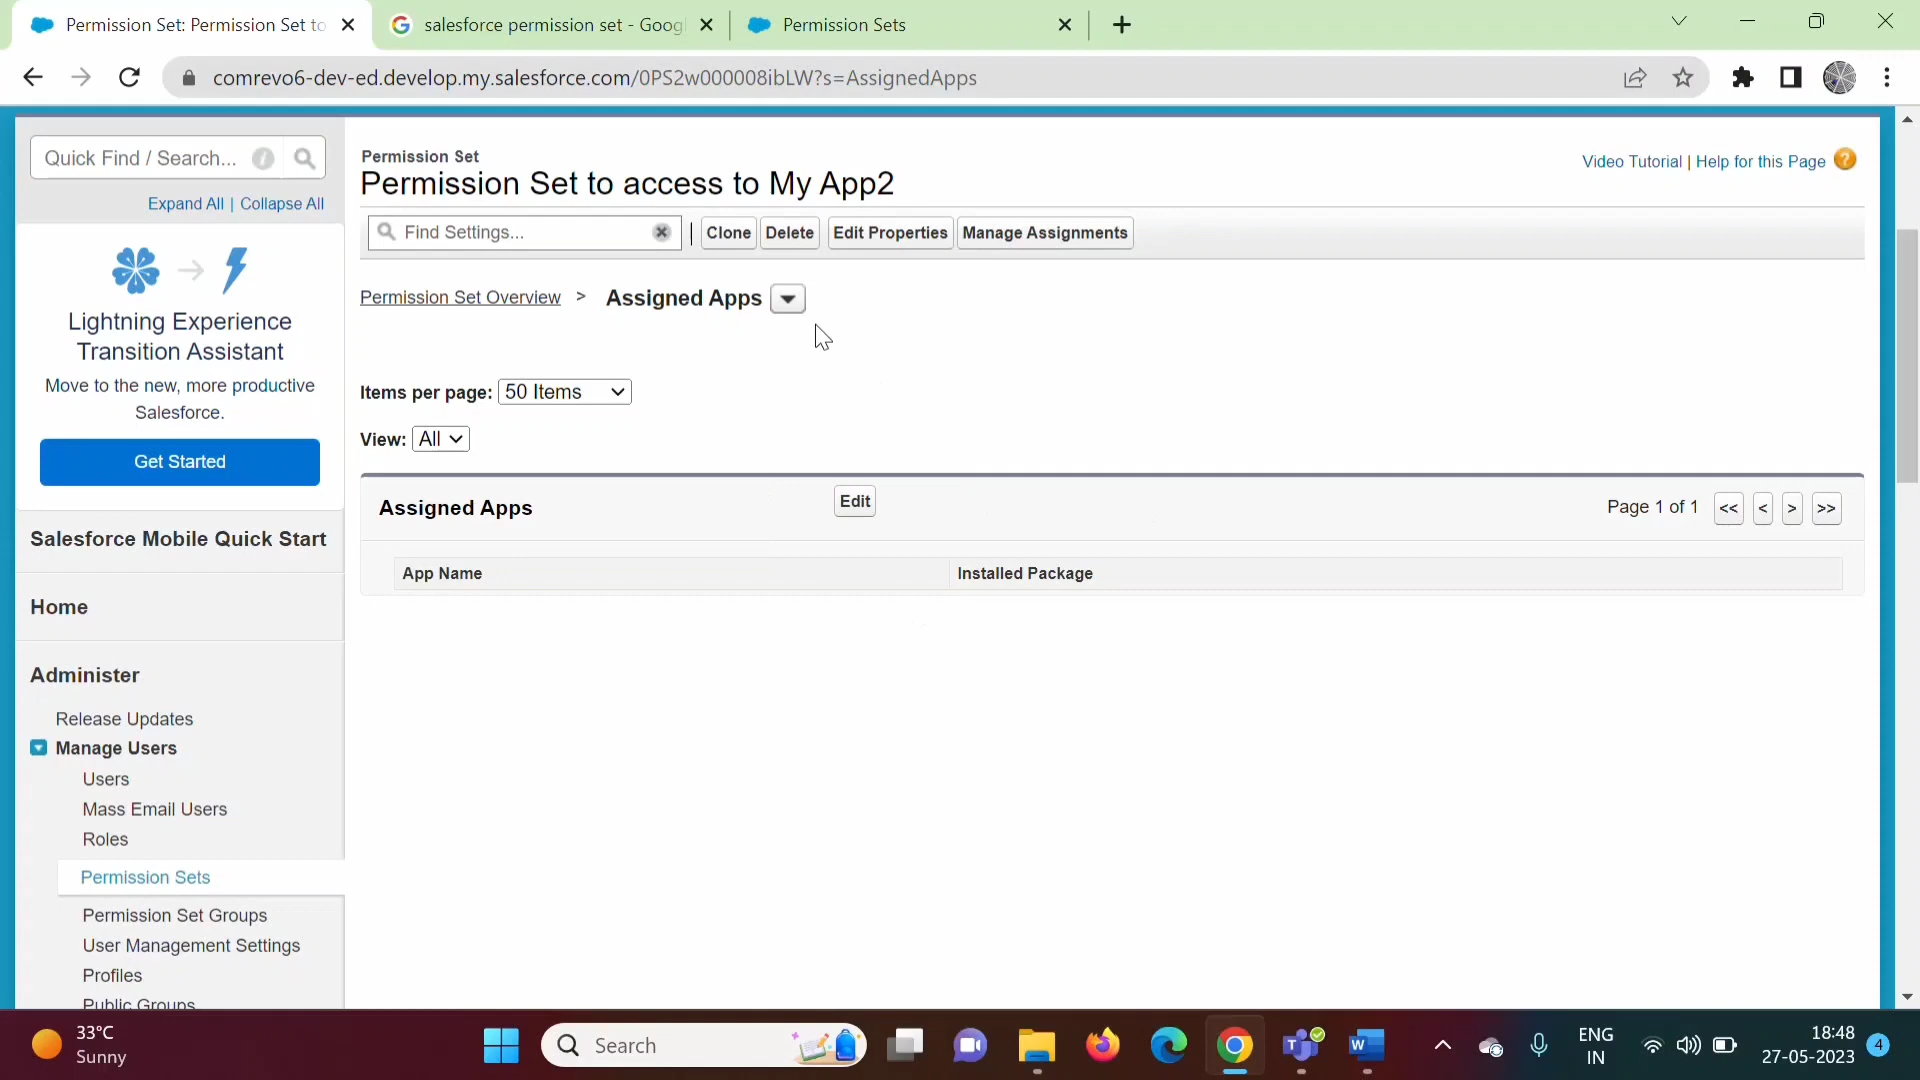 Permission Set: Permission Set to
salesforce permission set - Goog
Permission Sets
comrevo6-dev-ed.develop.my.salesforce.com/0PS2w000008ibLW?s=AssignedApps
Quick Find / Search...
Expand All | Collapse All
Lightning Experience
Transition Assistant
Move to the new, more productive
Salesforce.
Get Started
Salesforce Mobile Quick Start
Home
Administer
Release Updates
Manage Users
Users
Mass Email Users
Roles
Permission Sets
Permission Set Groups
User Management Settings
Profiles
Public Groups
Permission Set
Permission Set to access to My App2
Video Tutorial | Help for this Page
Find Settings...
Clone
Delete
Edit Properties
Manage Assignments
Permission Set Overview > Assigned Apps
Items per page: 50 Items
View: All
Assigned Apps
Edit
Page 1 of 1 << < > >>
App Name
Installed Package
33°C
Sunny
Search
ENG
IN
18:48
27-05-2023
4